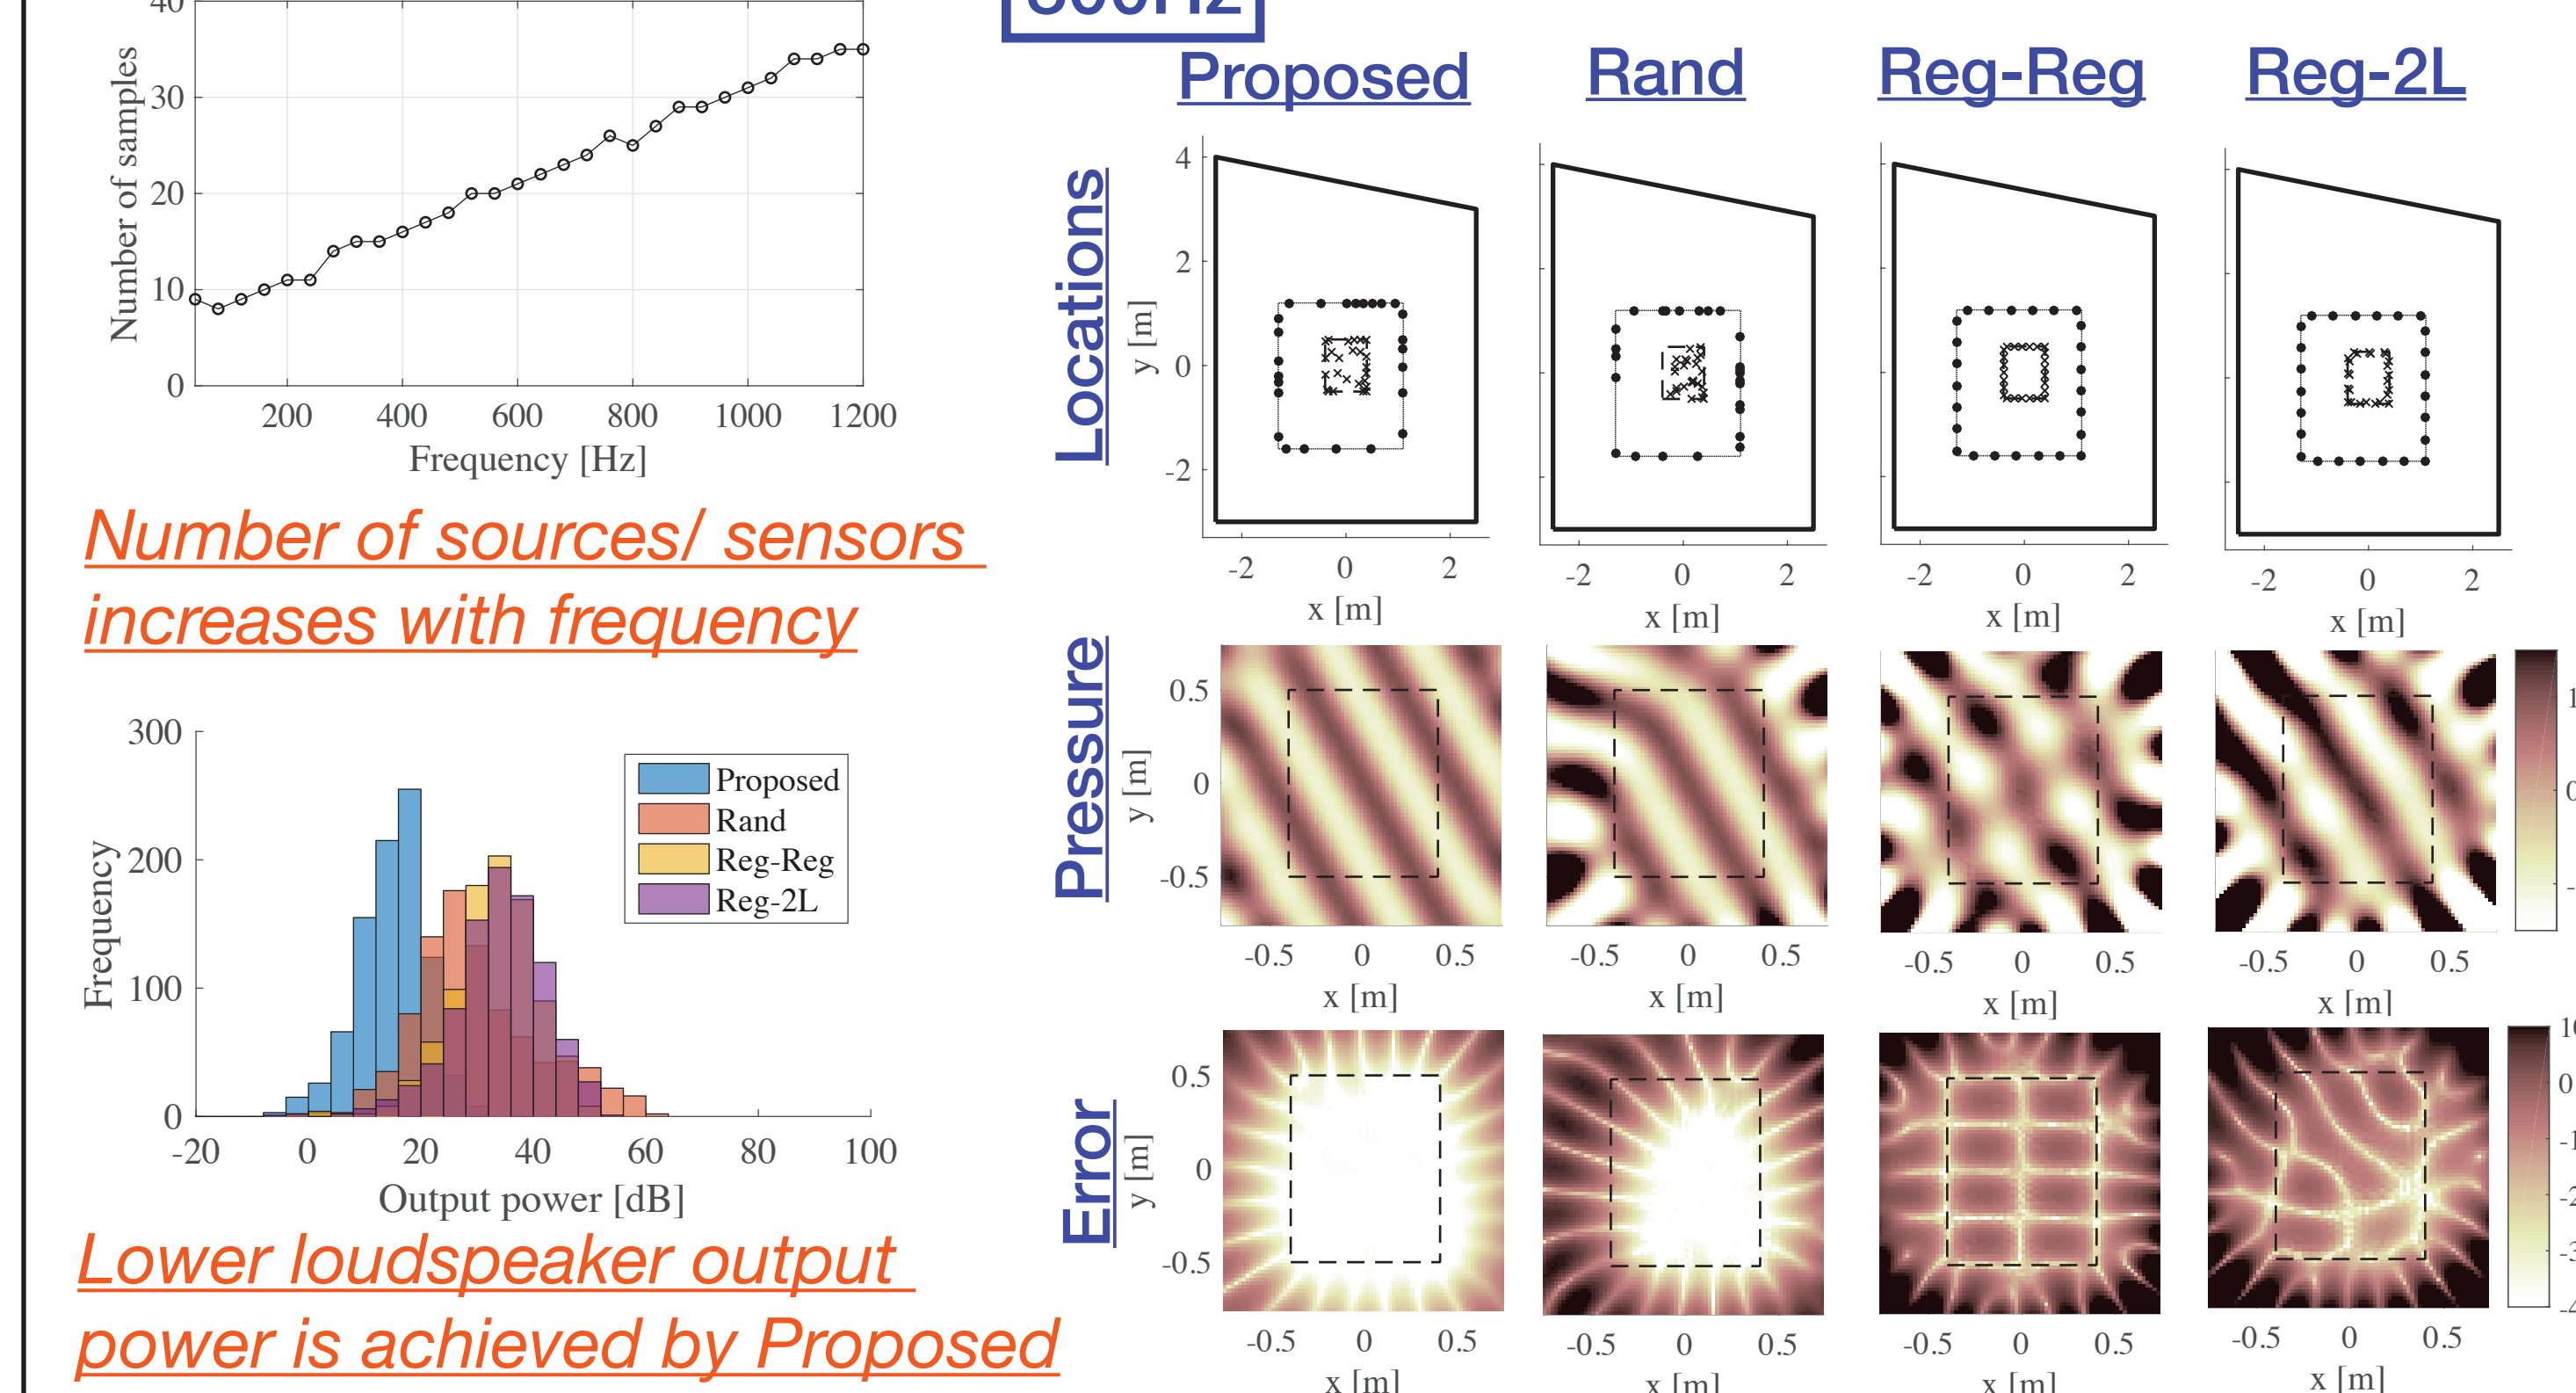 40
30
20
10
0
Number of samples
200 400 600 800 1000 1200
Frequency [Hz]
Number of sources/ sensors
increases with frequency
300
200
100
0
Frequency
Proposed
Rand
Reg-Reg
Reg-2L
-20 0 20 40 60 80 100
Output power [dB]
Lower loudspeaker output
power is achieved by Proposed
800Hz
Proposed Rand Reg-Reg Reg-2L
Locations
y [m]
4
2
0
-2
-2 0 2 -2 0 2 -2 0 2 -2 0 2
x [m] x [m] x [m] x [m]
Pressure
y [m]
0.5
0
-0.5
-0.5 0 0.5 -0.5 0 0.5 -0.5 0 0.5 -0.5 0 0.5
x [m] x [m] x [m] x [m]
Error
y [m]
0.5
0
-0.5
0
-0.5 0 0.5 -0.5 0 0.5 -0.5 0 0.5 -0.5 0 0.5
x [m] x [m] x [m] x [m]